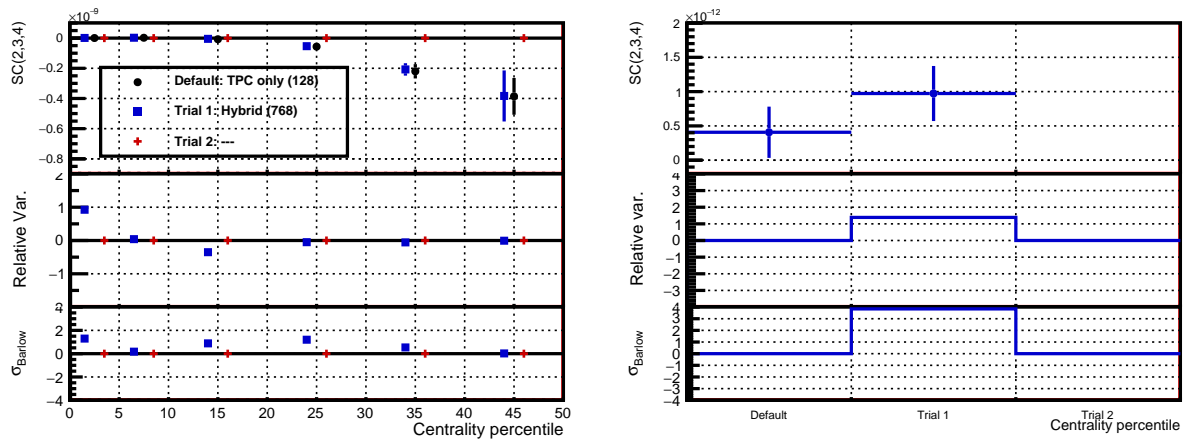 ×10⁻⁹
SC(2,3,4)
0
−0.2
−0.4
−0.6
−0.8
Default: TPC only (128)
Trial 1: Hybrid (768)
Trial 2: ---
Relative Var.
2
1
0
−1
σBarlow
2
0
−2
−4
0 5 10 15 20 25 30 35 40 45 50
Centrality percentile
×10⁻¹²
SC(2,3,4)
2
1.5
1
0.5
0
Relative Var.
4
3
2
1
0
−1
−2
−3
σBarlow
4
3
2
1
0
−1
−2
−3
−4
Default Trial 1 Trial 2
Centrality percentile